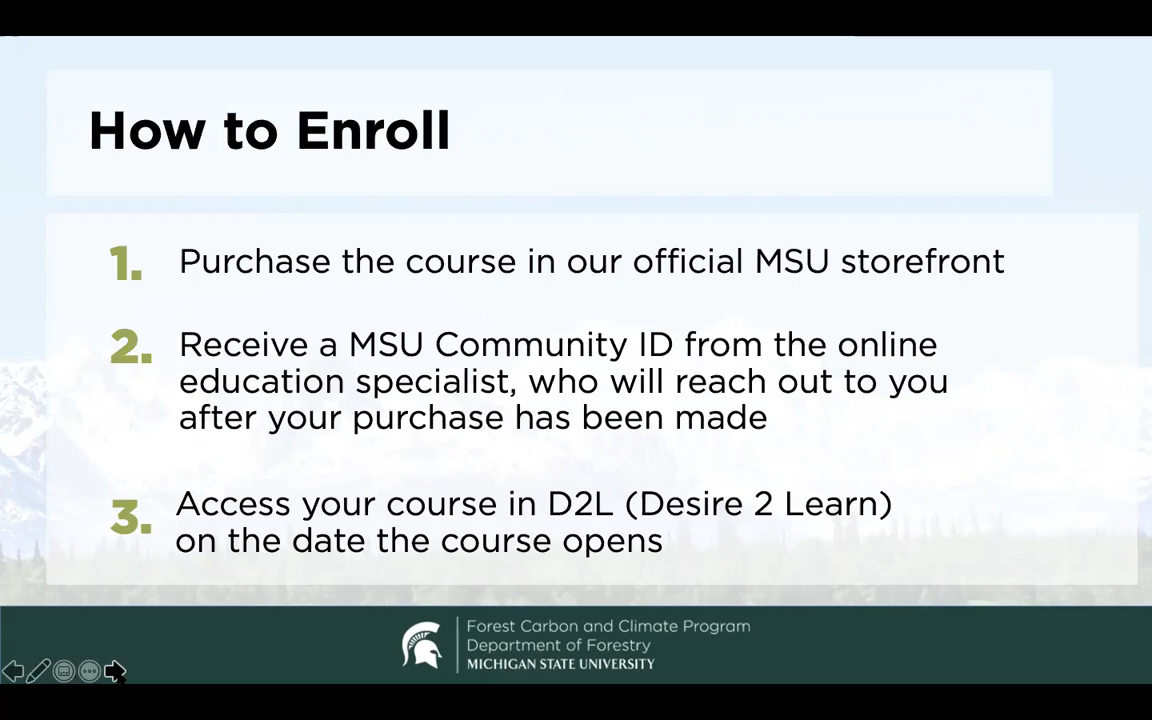 How to Enroll
1. Purchase the course in our official MSU storefront
2. Receive a MSU Community ID from the online
education specialist, who will reach out to you
after your purchase has been made
3. Access your course in D2L (Desire 2 Learn)
on the date the course opens
Forest Carbon and Climate Program
Department of Forestry
MICHIGAN STATE UNIVERSITY